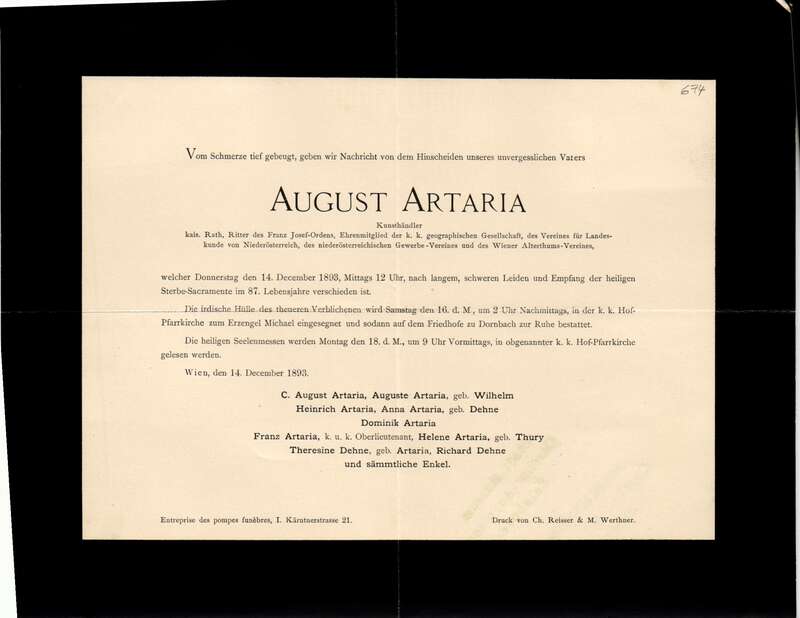 674
Vom Schmerze tief gebeugt, geben wir Nachricht von dem Hinscheiden unseres unvergesslichen Vaters
AUGUST ARTARIA
Kunsthändler
kais. Rath, Ritter des Franz Josef-Ordens, Ehrenmitglied der k. k. geographischen Gesellschaft, des Vereines für Landes-
kunde von Niederösterreich, des niederösterreichischen Gewerbe-Vereines und des Wiener Alterthums-Vereines,
welcher Donnerstag den 14. December 1893, Mittags 12 Uhr, nach langem, schweren Leiden und Empfang der heiligen
Sterbe-Sacramente im 87. Lebensjahre verschieden ist.
Die irdische Hülle des theueren Verblichenen wird Samstag den 16. d. M., um 2 Uhr Nachmittags, in der k. k. Hof-
Pfarrkirche zum Erzengel Michael eingesegnet und sodann auf dem Friedhofe zu Dornbach zur Ruhe bestattet.
Die heiligen Seelenmessen werden Montag den 18. d. M., um 9 Uhr Vormittags, in obgenannter k. k. Hof-Pfarrkirche
gelesen werden.
Wien, den 14. December 1893.
C. August Artaria, Auguste Artaria, geb. Wilhelm
Heinrich Artaria, Anna Artaria, geb. Dehne
Dominik Artaria
Franz Artaria, k. u. k. Oberlieutenant, Helene Artaria, geb. Thury
Theresine Dehne, geb. Artaria, Richard Dehne
und sämmtliche Enkel.
Entreprise des pompes funèbres, I. Kärntnerstrasse 21.
Druck von Ch. Reisser & M. Werthner.